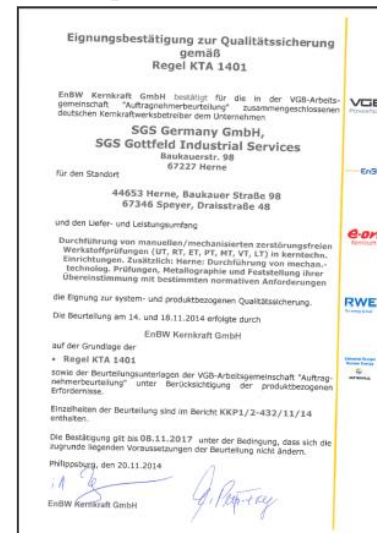 Eignungsbestätigung zur Qualitätssicherung
gemäß
Regel KTA 1401
EnBW Kernkraft GmbH bestätigt für die in der VGB-Arbeits-
gemeinschaft "Auftragnehmerbeurteilung" zusammengeschlossenen
deutschen Kernkraftwerksbetreiber dem Unternehmen
SGS Germany GmbH,
SGS Gottfeld Industrial Services
Baukauerstr. 98
67227 Herne
für den Standort
44653 Herne, Baukauer Straße 98
67346 Speyer, Draisstraße 48
und den Liefer- und Leistungsumfang
Durchführung von manuellen/mechanisierten zerstörungsfreien
Werkstoffprüfungen (UT, RT, ET, PT, MT, VT, LT) in kerntechn.
Einrichtungen. Zusätzlich: Herne: Durchführung von mechan.-
technolog. Prüfungen, Metallographie und Feststellung ihrer
Übereinstimmung mit bestimmten normativen Anforderungen
die Eignung zur system- und produktbezogenen Qualitätssicherung.
Die Beurteilung am 14. und 18.11.2014 erfolgte durch
EnBW Kernkraft GmbH
auf der Grundlage der
• Regel KTA 1401
sowie der Beurteilungsunterlagen der VGB-Arbeitsgemeinschaft "Auftrag-
nehmerbeurteilung" unter Berücksichtigung der produktbezogenen
Erfordernisse.
Einzelheiten der Beurteilung sind im Bericht KKP1/2-432/11/14
enthalten.
Die Bestätigung gilt bis 08.11.2017 unter der Bedingung, dass sich die
zugrunde liegenden Voraussetzungen der Beurteilung nicht ändern.
Philippsburg, den 20.11.2014
EnBW Kernkraft GmbH
VGB
EnB
e·on
RWE